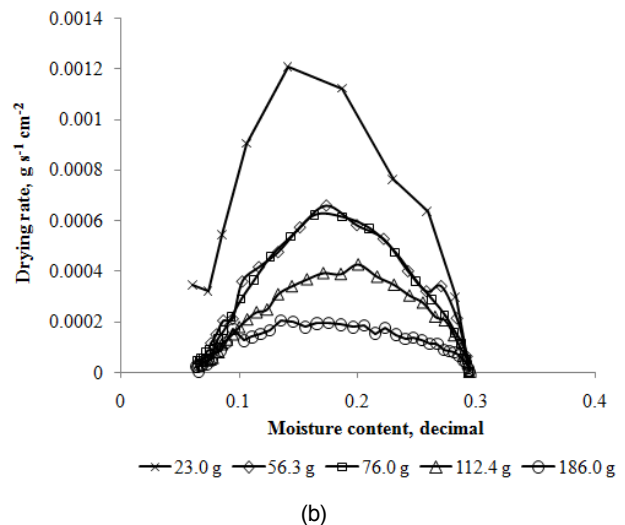 0.0014
0.0012
0.001
0.0008
0.0006
0.0004
0.0002
0
Drying rate, g s⁻¹ cm⁻²
0 0.1 0.2 0.3 0.4
Moisture content, decimal
23.0 g 56.3 g 76.0 g 112.4 g 186.0 g
(b)